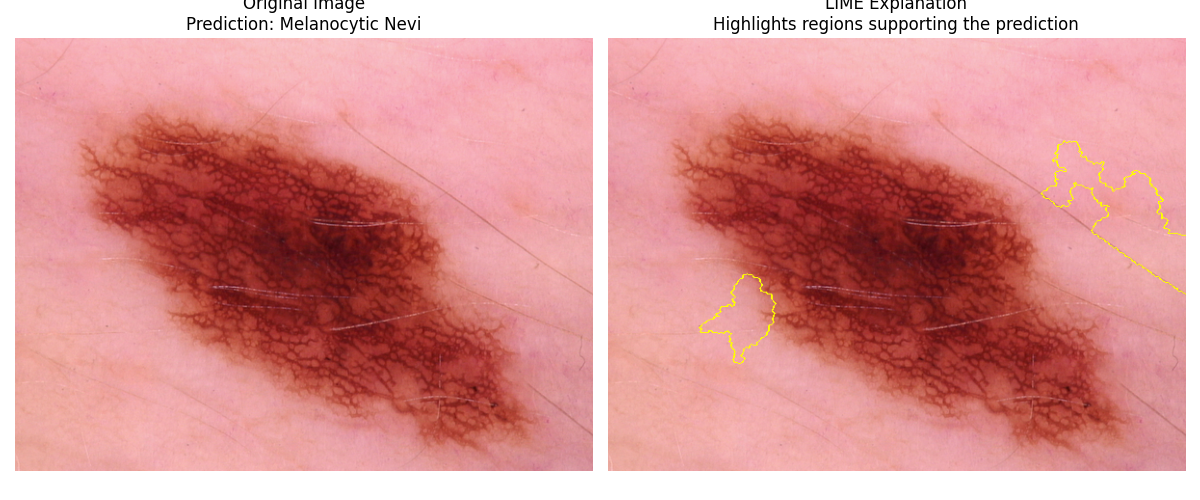 Original Image
Prediction: Melanocytic Nevi
LIME Explanation
Highlights regions supporting the prediction